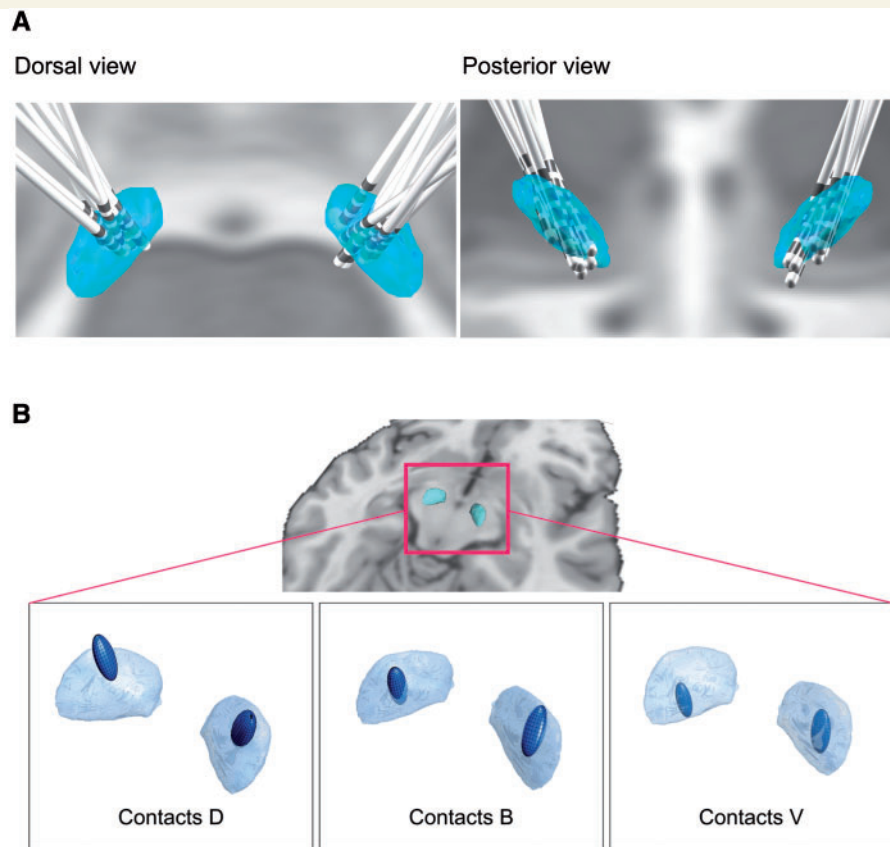 A
Dorsal view
Posterior view
B
Contacts D
Contacts B
Contacts V